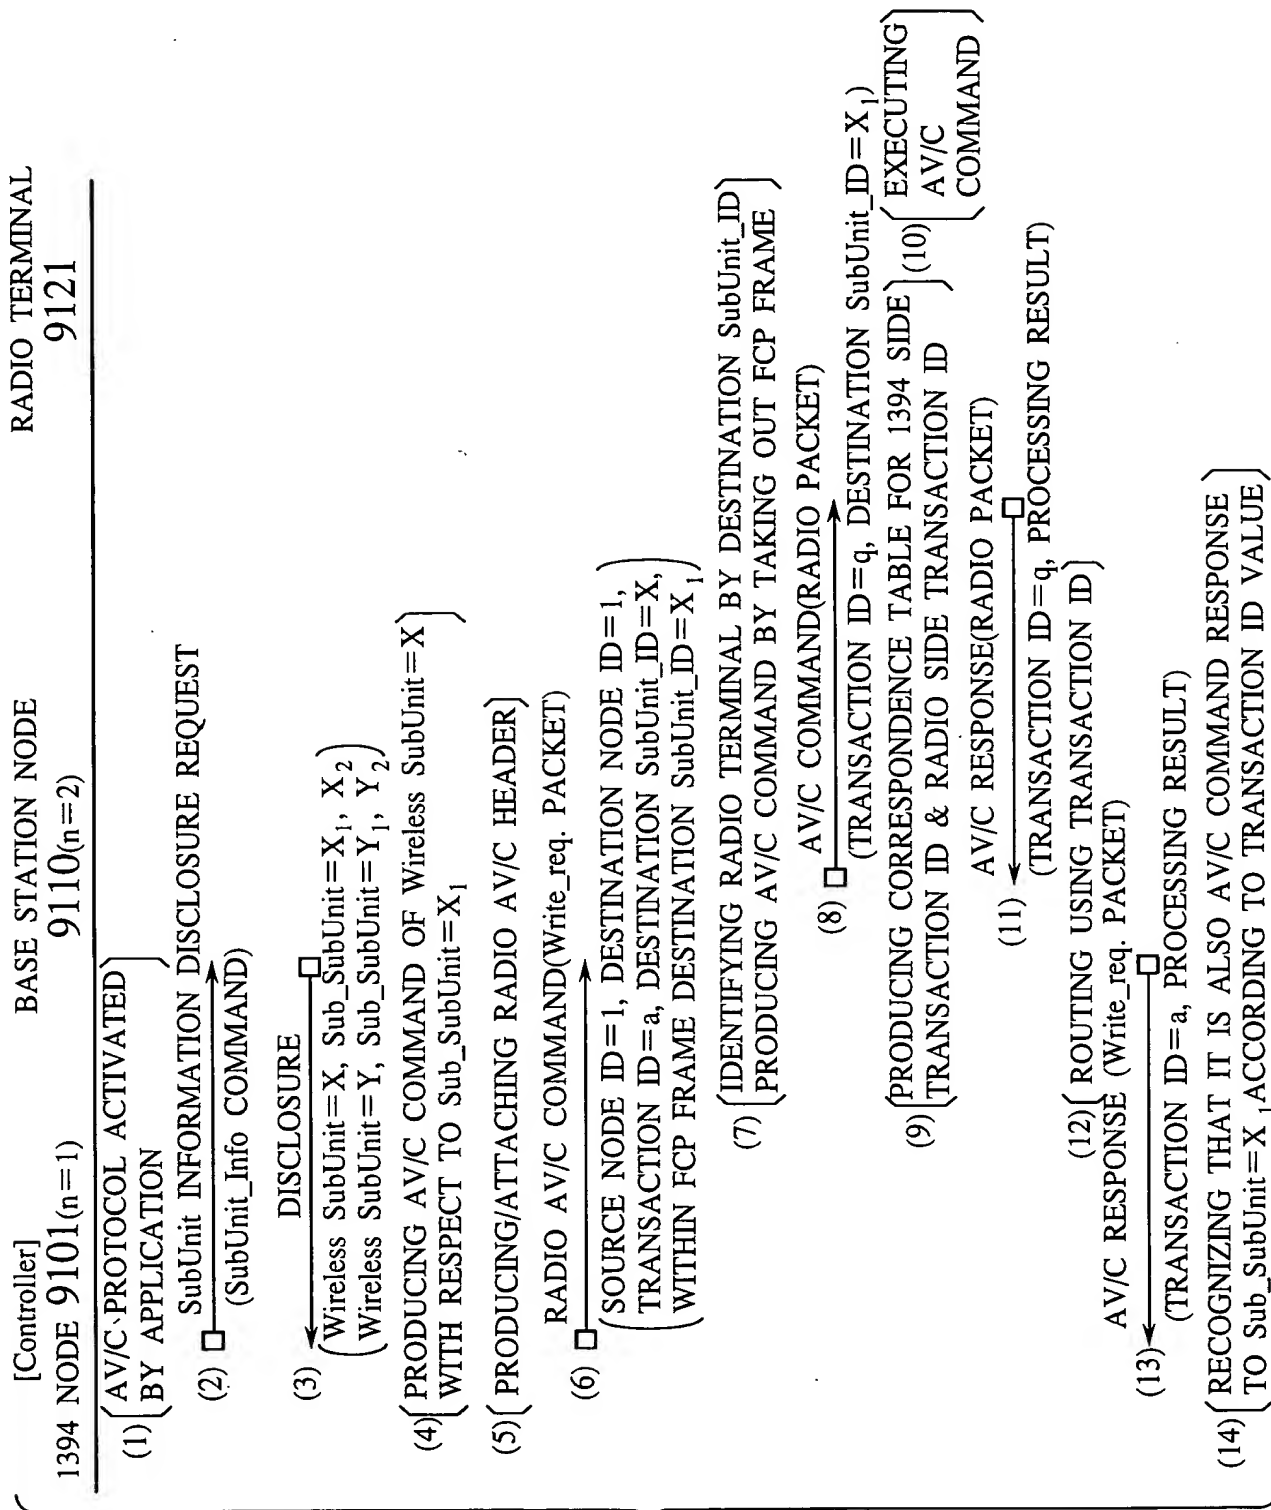 [Controller]
1394 NODE 9101(n=1)
BASE STATION NODE
9110(n=2)
RADIO TERMINAL
9121
(1) AV/C PROTOCOL ACTIVATED
BY APPLICATION
SubUnit INFORMATION DISCLOSURE REQUEST
(2)
(SubUnit_Info COMMAND)
DISCLOSURE
(3)
(Wireless SubUnit=X, Sub_SubUnit=X1, X2
Wireless SubUnit=Y, Sub_SubUnit=Y1, Y2)
(4) PRODUCING AV/C COMMAND OF Wireless SubUnit=X
WITH RESPECT TO Sub_SubUnit=X1
(5) PRODUCING/ATTACHING RADIO AV/C HEADER
RADIO AV/C COMMAND(Write_req. PACKET)
(6)
(SOURCE NODE ID=1, DESTINATION NODE ID=1,
TRANSACTION ID=a, DESTINATION SubUnit_ID=X,
WITHIN FCP FRAME DESTINATION SubUnit_ID=X1)
(7) IDENTIFYING RADIO TERMINAL BY DESTINATION SubUnit_ID
PRODUCING AV/C COMMAND BY TAKING OUT FCP FRAME
AV/C COMMAND(RADIO PACKET)
(8)
(TRANSACTION ID=q, DESTINATION SubUnit_ID=X1)
(9) PRODUCING CORRESPONDENCE TABLE FOR 1394 SIDE
TRANSACTION ID & RADIO SIDE TRANSACTION ID
(10) EXECUTING
AV/C
COMMAND
AV/C RESPONSE(RADIO PACKET)
(11)
(TRANSACTION ID=q, PROCESSING RESULT)
(12) ROUTING USING TRANSACTION ID
AV/C RESPONSE (Write_req. PACKET)
(13)
(TRANSACTION ID=a, PROCESSING RESULT)
(14) RECOGNIZING THAT IT IS ALSO AV/C COMMAND RESPONSE
TO Sub_SubUnit=X1 ACCORDING TO TRANSACTION ID VALUE